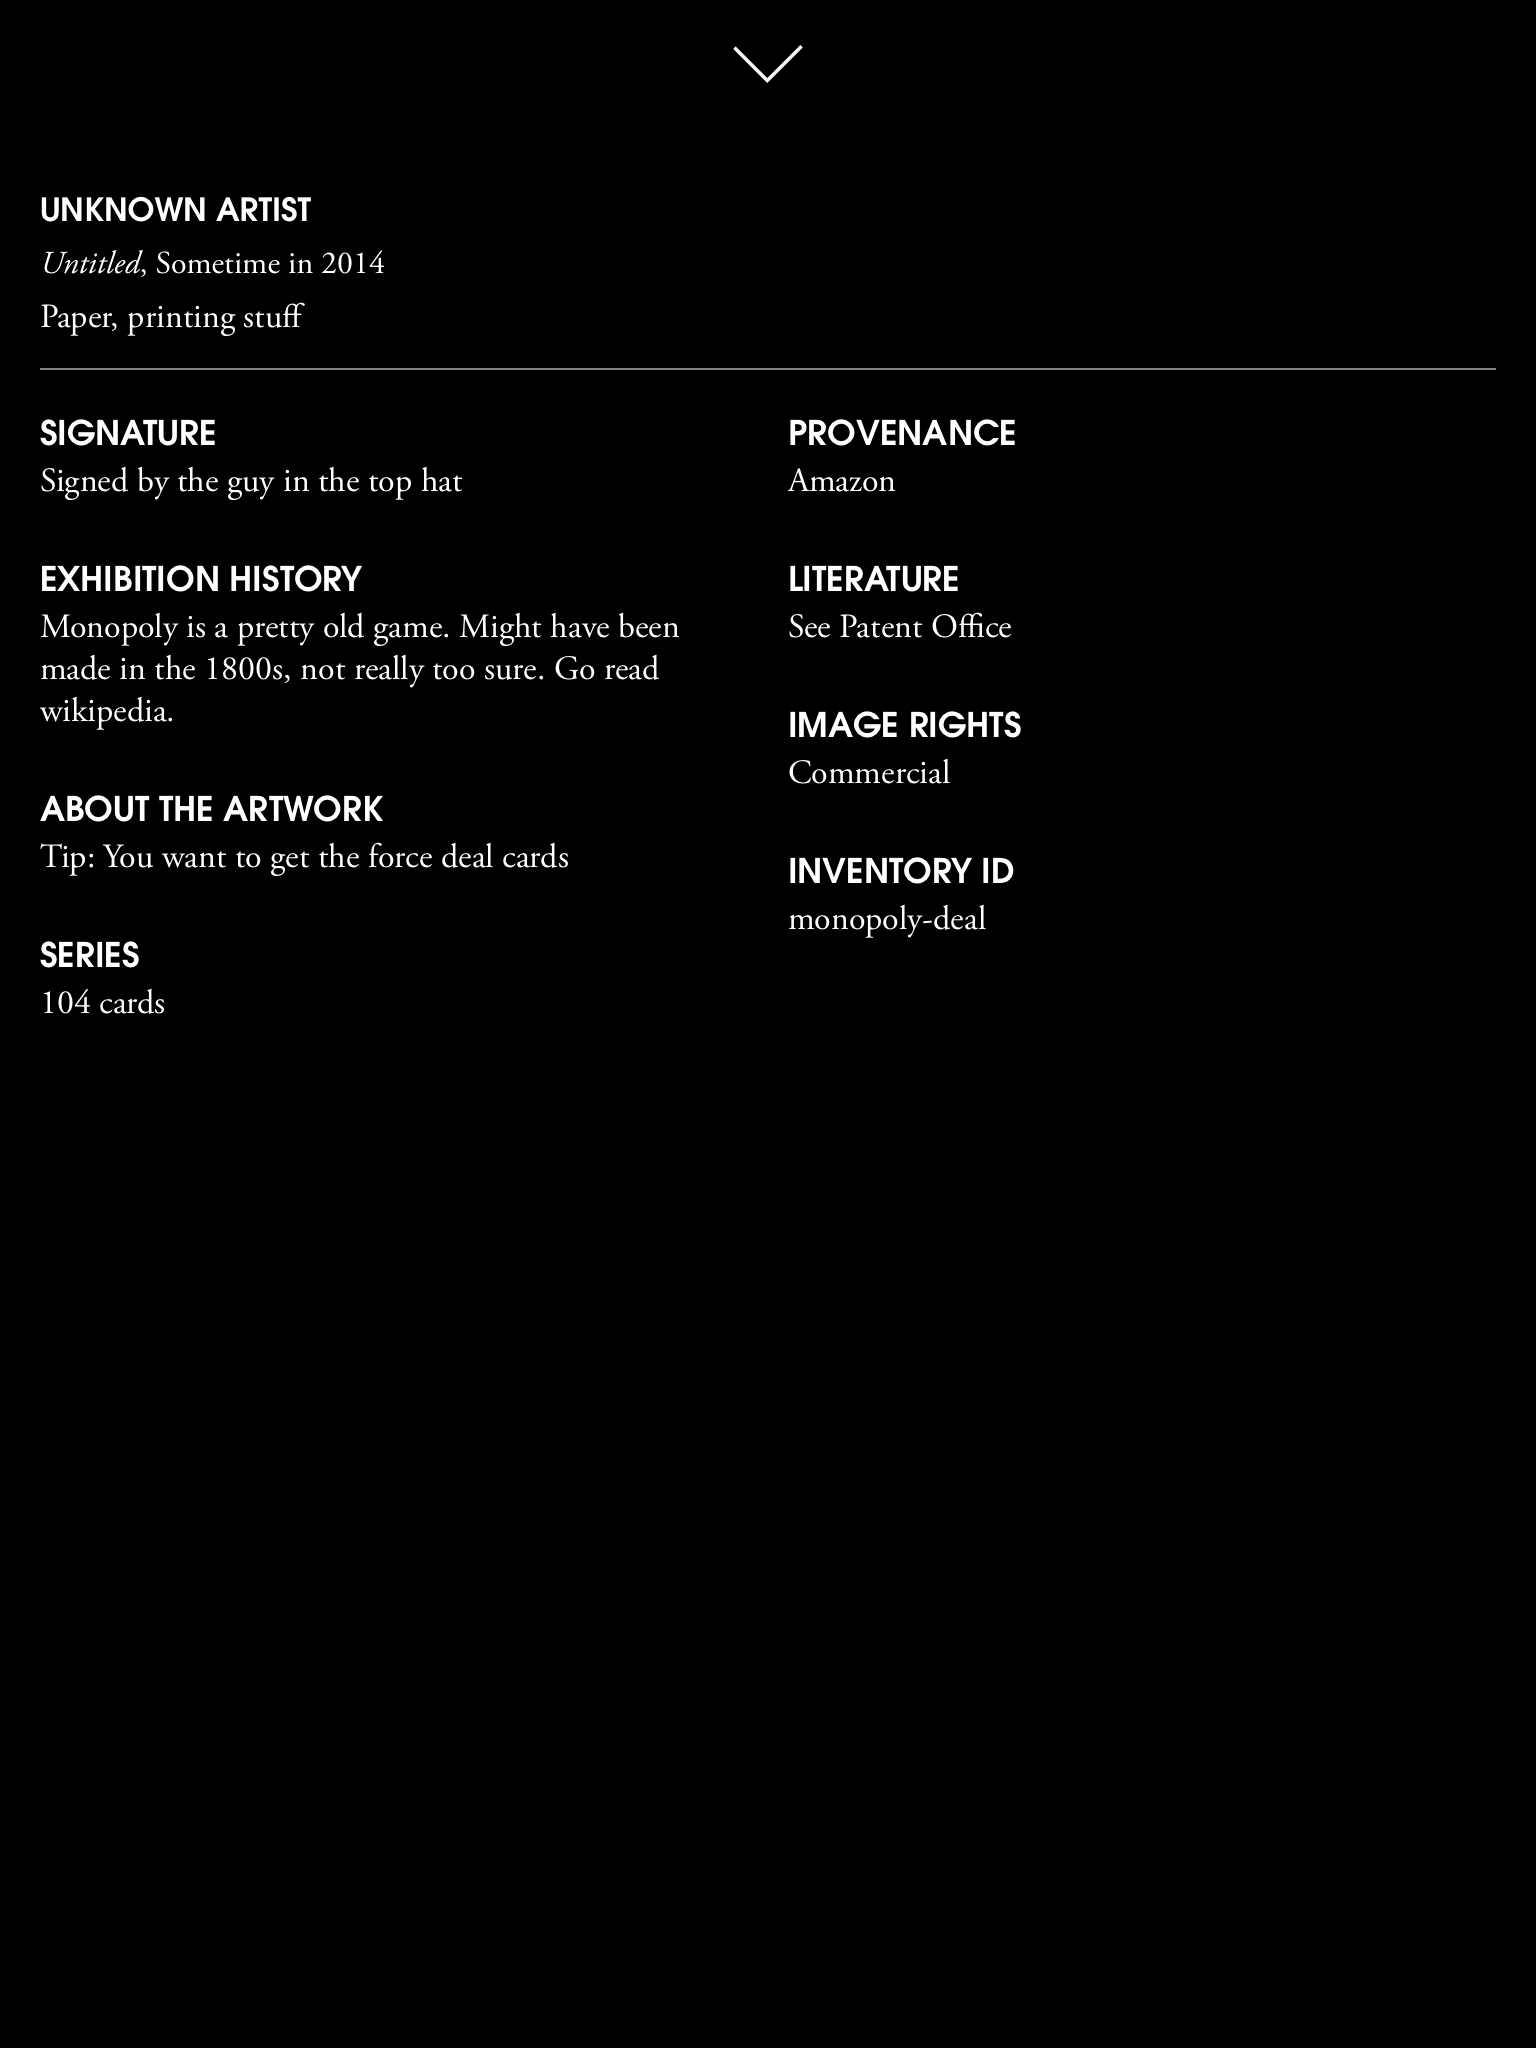 UNKNOWN ARTIST
Untitled, Sometime in 2014
Paper, printing stuff
SIGNATURE
Signed by the guy in the top hat
EXHIBITION HISTORY
Monopoly is a pretty old game. Might have been
made in the 1800s, not really too sure. Go read
wikipedia.
ABOUT THE ARTWORK
Tip: You want to get the force deal cards
SERIES
104 cards
PROVENANCE
Amazon
LITERATURE
See Patent Office
IMAGE RIGHTS
Commercial
INVENTORY ID
monopoly-deal